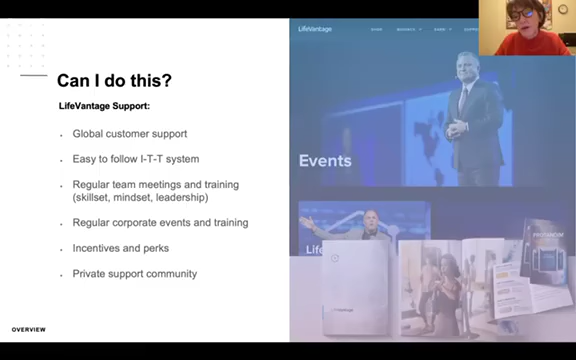 Can I do this?
LifeVantage Support:
Global customer support
Easy to follow I-T-T system
Regular team meetings and training
(skillset, mindset, leadership)
Regular corporate events and training
Incentives and perks
Private support community
OVERVIEW
LifeVantage
Events
Life